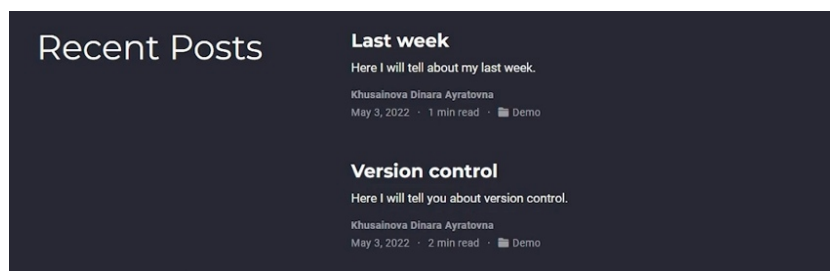 Recent Posts
Last week
Here I will tell about my last week.
Khusainova Dinara Ayratovna
May 3, 2022 · 1 min read · Demo
Version control
Here I will tell you about version control.
Khusainova Dinara Ayratovna
May 3, 2022 · 2 min read · Demo